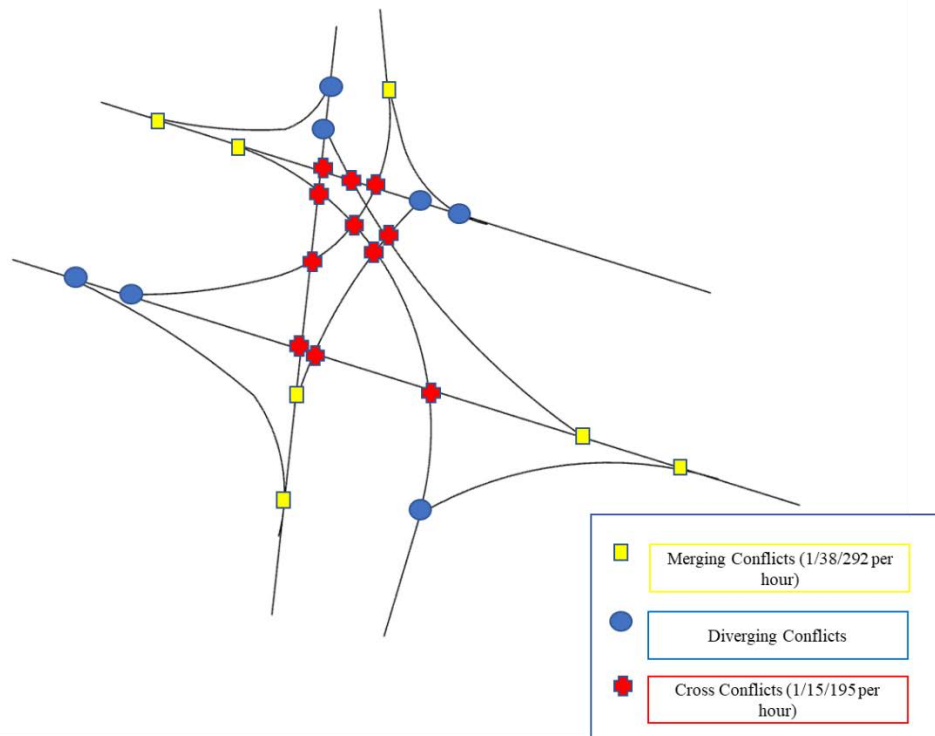 Merging Conflicts (1/38/292 per
hour)
Diverging Conflicts
Cross Conflicts (1/15/195 per
hour)